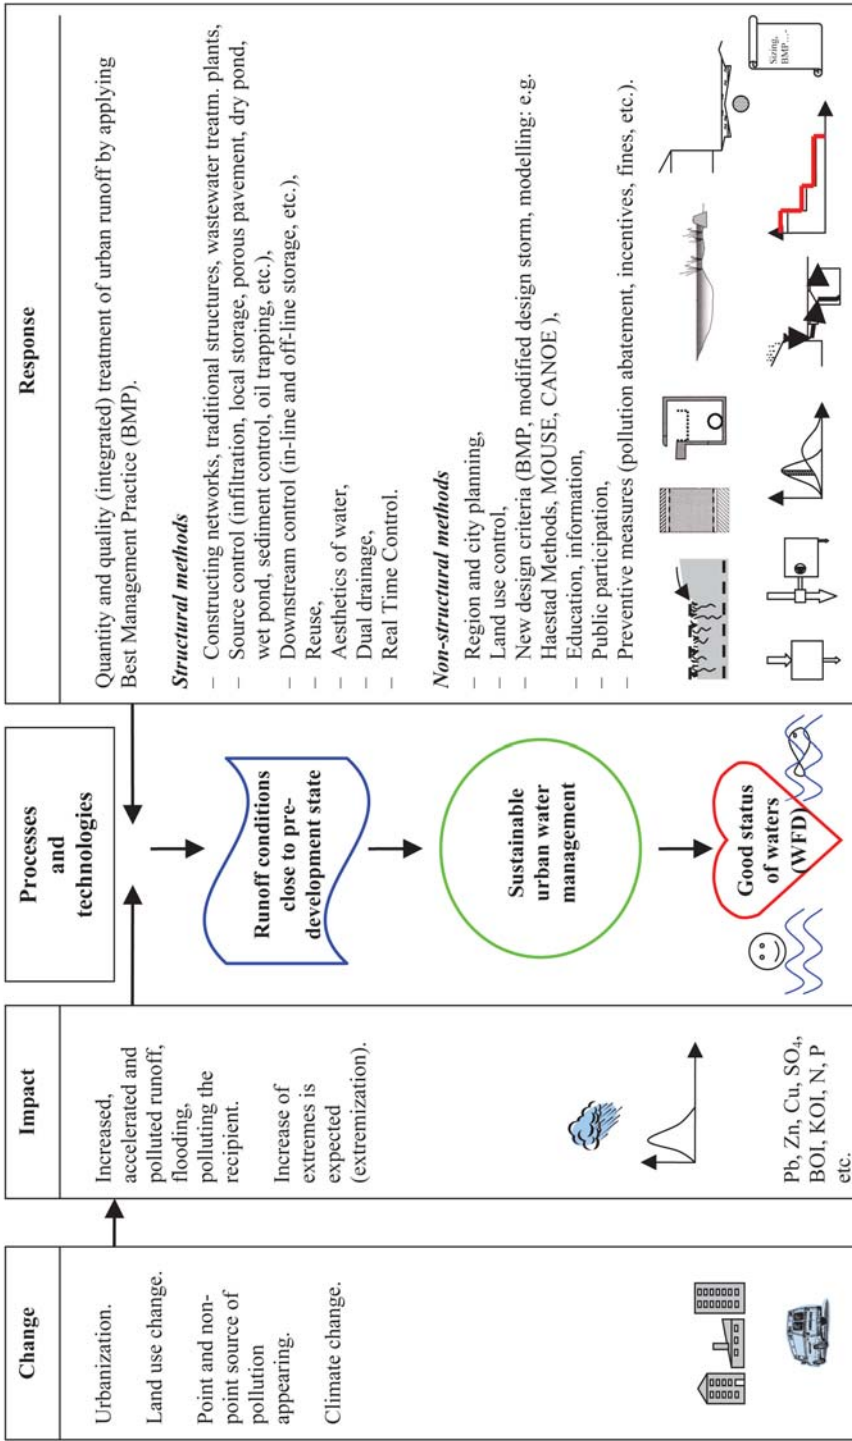 Change
Urbanization.
Land use change.
Point and non-
point source of
pollution
appearing.
Climate change.
Impact
Increased,
accelerated and
polluted runoff,
flooding,
polluting the
recipient.
Increase of
extremes is
expected
(extremization).
Pb, Zn, Cu, SO₄,
BOI, KOI, N, P
etc.
Processes
and
technologies
Runoff conditions
close to pre-
development state
Sustainable
urban water
management
Good status
of waters
(WFD)
Response
Quantity and quality (integrated) treatment of urban runoff by applying
Best Management Practice (BMP).
Structural methods
– Constructing networks, traditional structures, wastewater treatm. plants,
– Source control (infiltration, local storage, porous pavement, dry pond,
wet pond, sediment control, oil trapping, etc.),
– Downstream control (in-line and off-line storage, etc.),
– Reuse,
– Aesthetics of water,
– Dual drainage,
– Real Time Control.
Non-structural methods
– Region and city planning,
– Land use control,
– New design criteria (BMP, modified design storm, modelling: e.g.
Haestad Methods, MOUSE, CANOE ),
– Education, information,
– Public participation,
– Preventive measures (pollution abatement, incentives, fines, etc.).
Sizing,
BMP...-